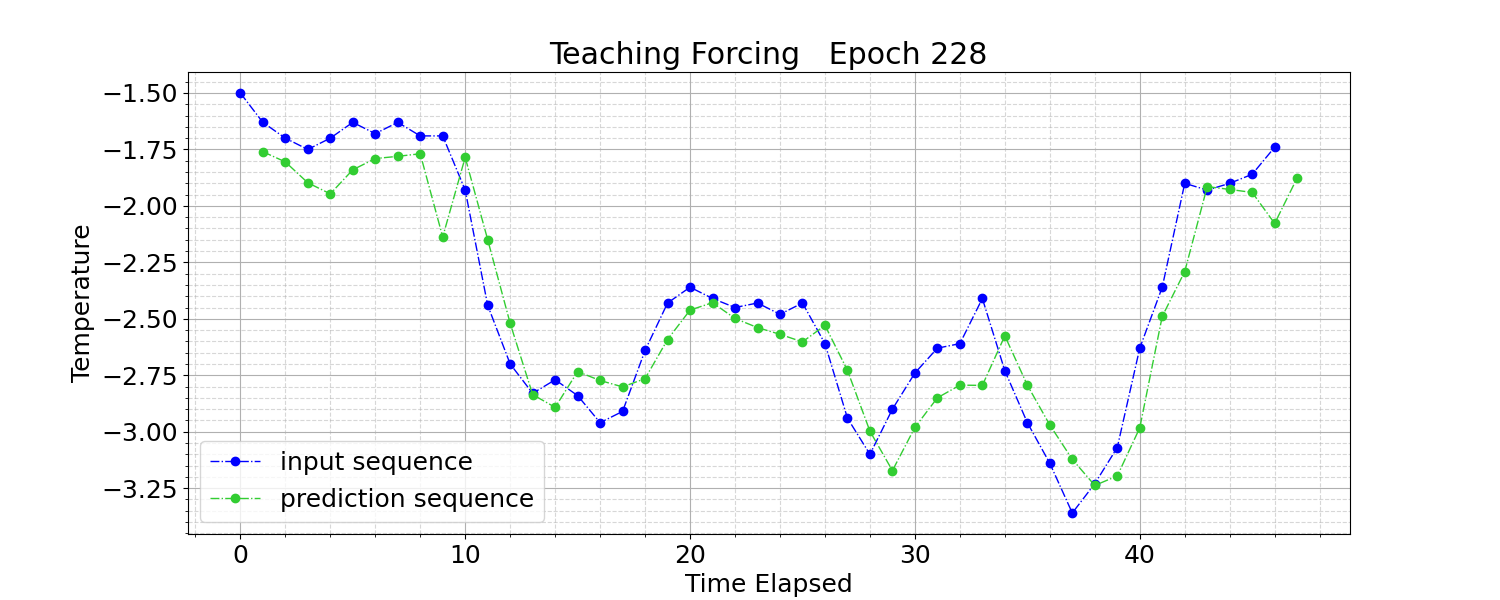 Teaching Forcing   Epoch 228
−1.50
−1.75
−2.00
−2.25
−2.50
−2.75
−3.00
−3.25
Temperature
input sequence
prediction sequence
0 10 20 30 40
Time Elapsed